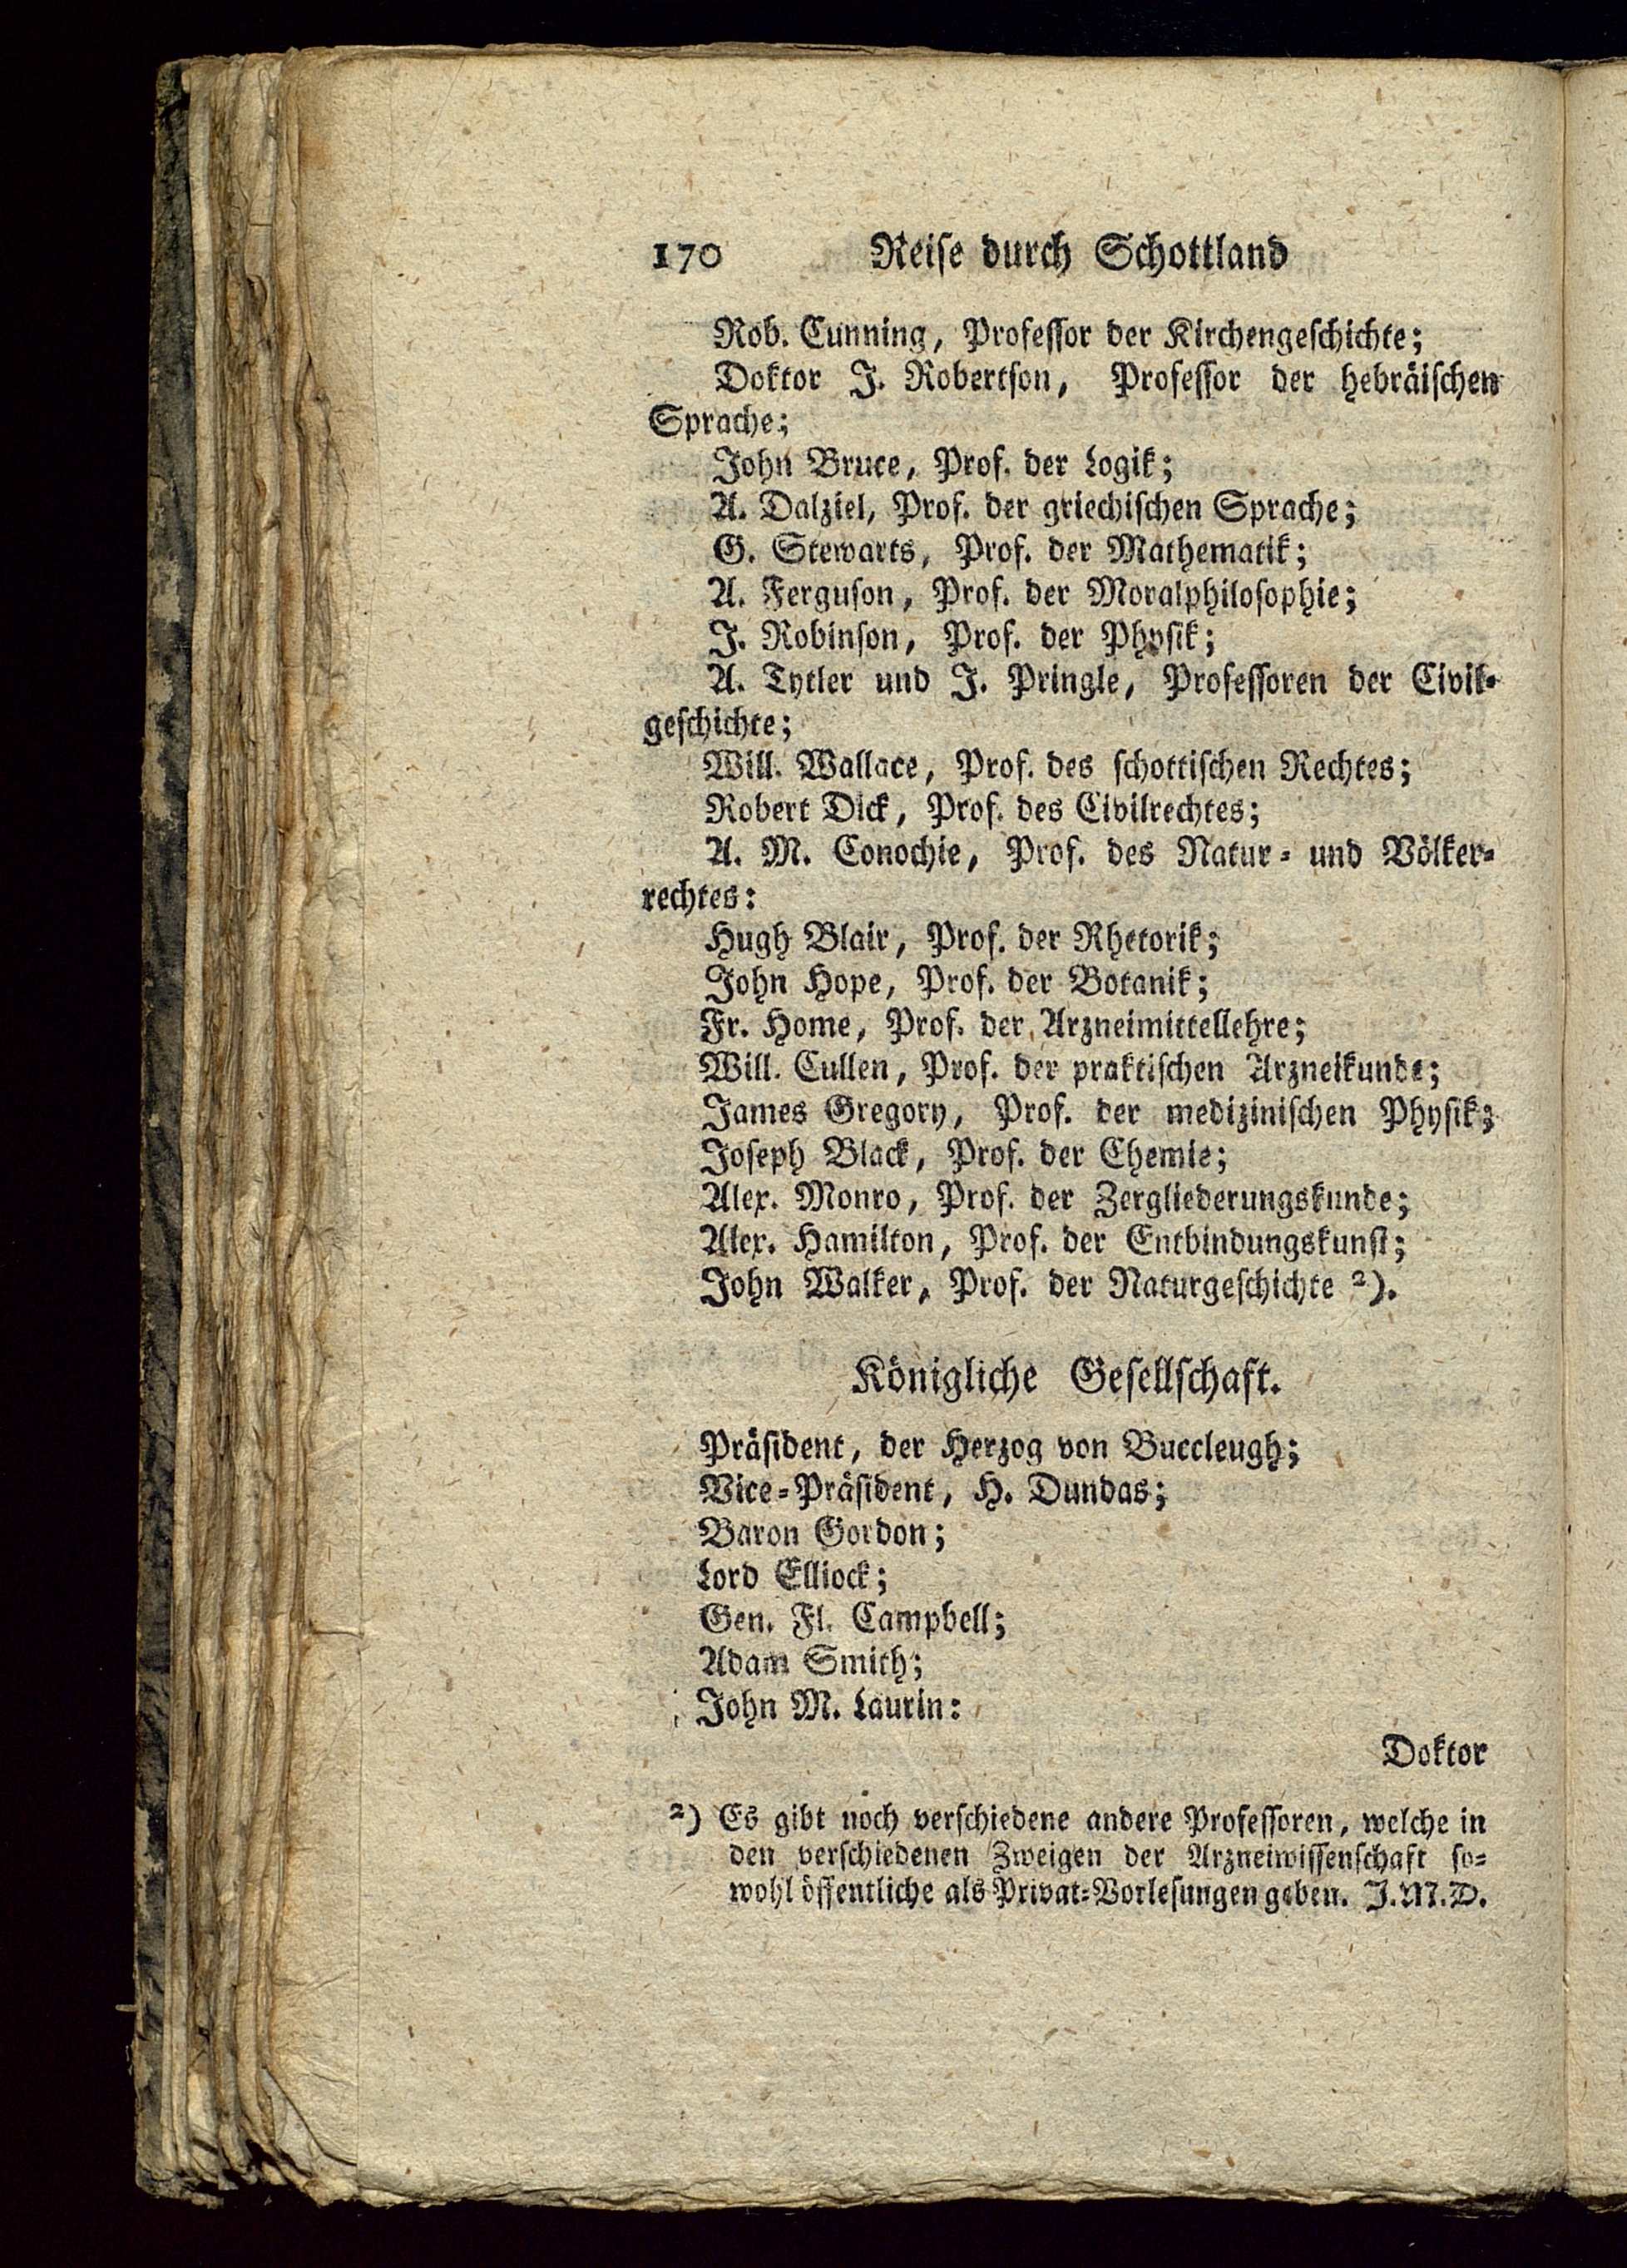 170 Reise durch Schottland
Rob. Cunning, Professor der Kirchengeschichte;
Doktor J. Robertson, Professor der hebräischen
Sprache;
John Bruce, Prof. der Logik;
A. Dalziel, Prof. der griechischen Sprache;
G. Stewarts, Prof. der Mathematik;
A. Ferguson, Prof. der Moralphilosophie;
J. Robinson, Prof. der Physik;
A. Tytler und J. Pringle, Professoren der Civil-
geschichte;
Will. Wallace, Prof. des schottischen Rechtes;
Robert Dick, Prof. des Civilrechtes;
A. M. Conochie, Prof. des Natur- und Völker-
rechtes:
Hugh Blair, Prof. der Rhetorik;
John Hope, Prof. der Botanik;
Fr. Home, Prof. der Arzneimittellehre;
Will. Cullen, Prof. der praktischen Arzneikunde;
James Gregory, Prof. der medizinischen Physik;
Joseph Black, Prof. der Chemie;
Alex. Monro, Prof. der Zergliederungskunde;
Alex. Hamilton, Prof. der Entbindungskunst;
John Walker, Prof. der Naturgeschichte 2).
Königliche Gesellschaft.
Präsident, der Herzog von Buccleugh;
Vice-Präsident, H. Dundas;
Baron Gordon;
Lord Elliock;
Gen. Fl. Campbell;
Adam Smith;
John M. Laurin:
Doktor
2) Es gibt noch verschiedene andere Professoren, welche in
den verschiedenen Zweigen der Arzneiwissenschaft so-
wohl öffentliche als Privat-Vorlesungen geben. J. M. D.